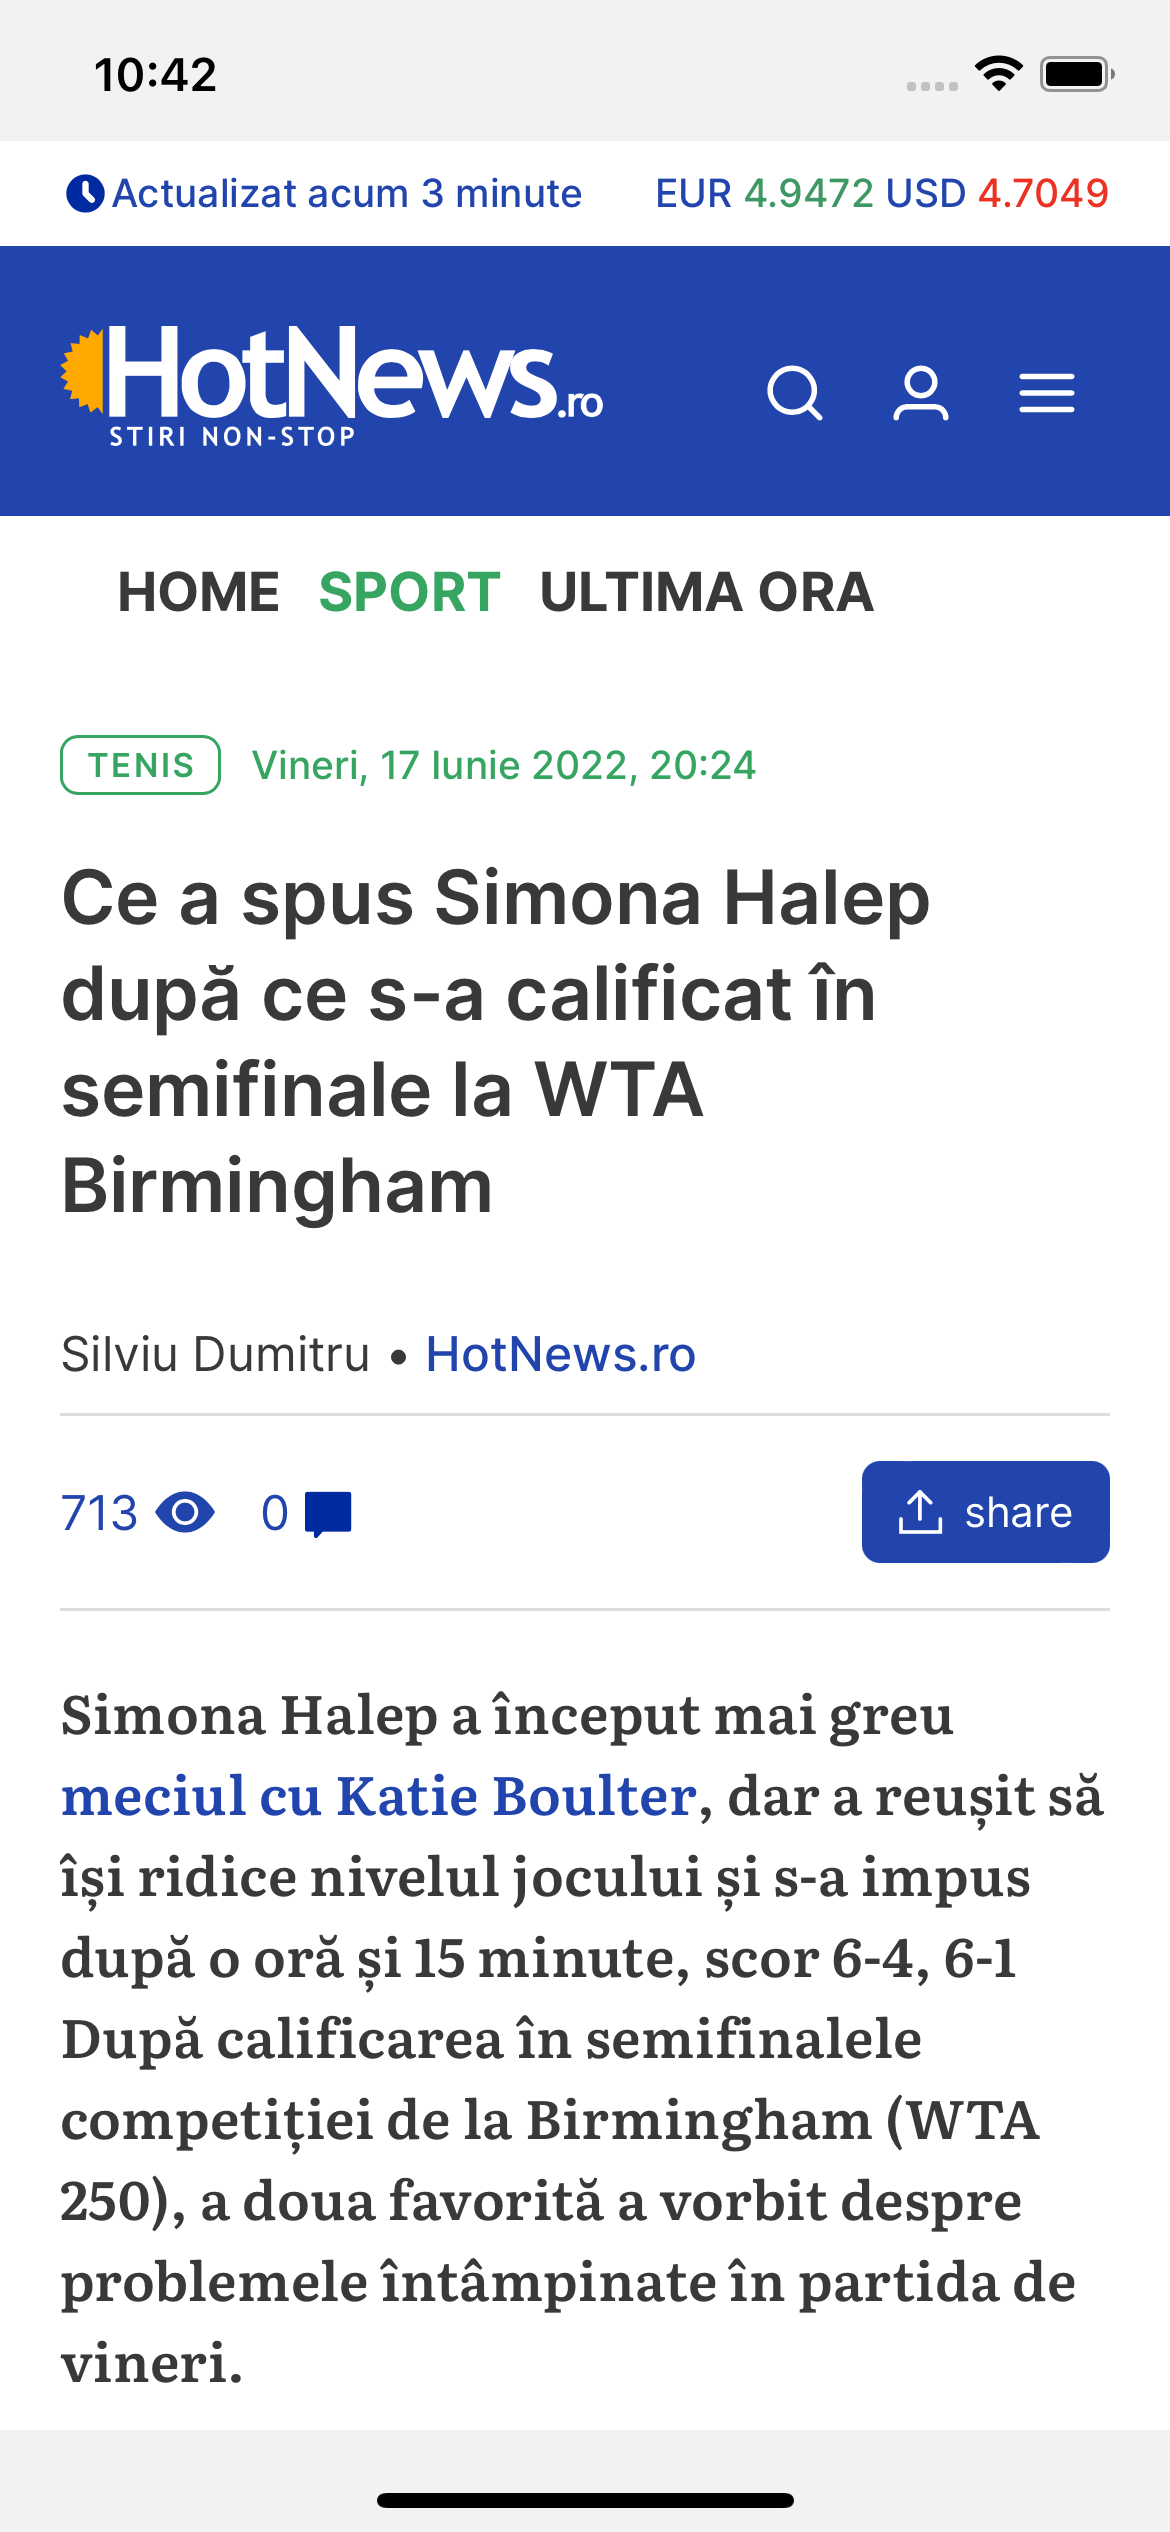 10:42
Actualizat acum 3 minute EUR 4.9472 USD 4.7049
HotNews.ro
STIRI NON-STOP
HOME SPORT ULTIMA ORA
TENIS Vineri, 17 Iunie 2022, 20:24
Ce a spus Simona Halep
după ce s-a calificat în
semifinale la WTA
Birmingham
Silviu Dumitru • HotNews.ro
713 0 share
Simona Halep a început mai greu
meciul cu Katie Boulter, dar a reușit să
își ridice nivelul jocului și s-a impus
după o oră și 15 minute, scor 6-4, 6-1
După calificarea în semifinalele
competiției de la Birmingham (WTA
250), a doua favorită a vorbit despre
problemele întâmpinate în partida de
vineri.